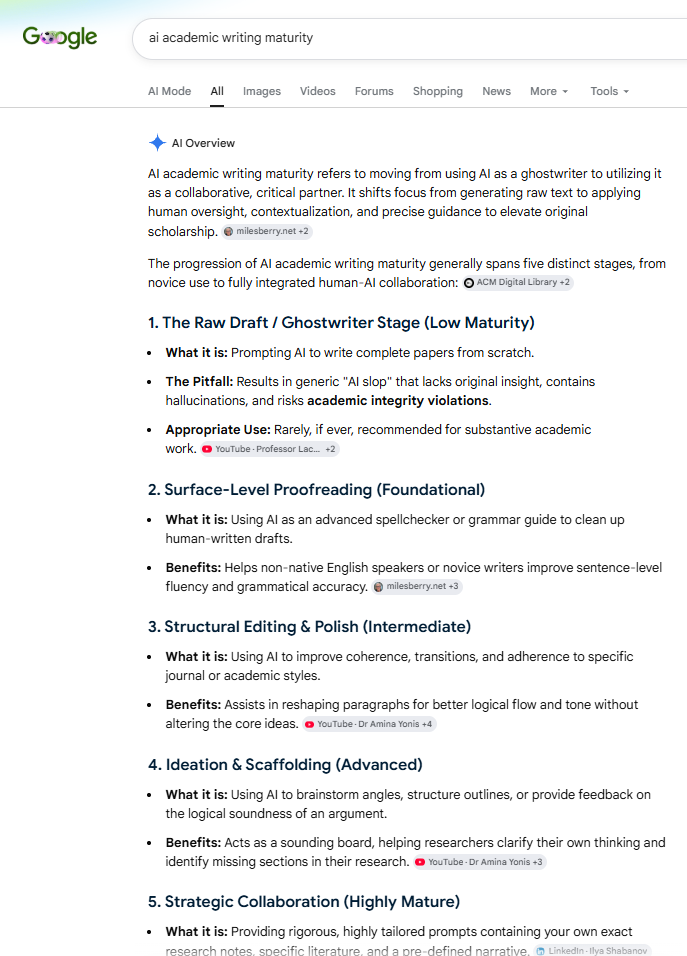 Google
ai academic writing maturity
AI Mode All Images Videos Forums Shopping News More Tools
AI Overview
AI academic writing maturity refers to moving from using AI as a ghostwriter to utilizing it
as a collaborative, critical partner. It shifts focus from generating raw text to applying
human oversight, contextualization, and precise guidance to elevate original
scholarship. milesberry.net +2
The progression of AI academic writing maturity generally spans five distinct stages, from
novice use to fully integrated human-AI collaboration: ACM Digital Library +2
1. The Raw Draft / Ghostwriter Stage (Low Maturity)
• What it is: Prompting AI to write complete papers from scratch.
• The Pitfall: Results in generic "AI slop" that lacks original insight, contains
hallucinations, and risks academic integrity violations.
• Appropriate Use: Rarely, if ever, recommended for substantive academic
work. YouTube · Professor Lac... +2
2. Surface-Level Proofreading (Foundational)
• What it is: Using AI as an advanced spellchecker or grammar guide to clean up
human-written drafts.
• Benefits: Helps non-native English speakers or novice writers improve sentence-level
fluency and grammatical accuracy. milesberry.net +3
3. Structural Editing & Polish (Intermediate)
• What it is: Using AI to improve coherence, transitions, and adherence to specific
journal or academic styles.
• Benefits: Assists in reshaping paragraphs for better logical flow and tone without
altering the core ideas. YouTube · Dr Amina Yonis +4
4. Ideation & Scaffolding (Advanced)
• What it is: Using AI to brainstorm angles, structure outlines, or provide feedback on
the logical soundness of an argument.
• Benefits: Acts as a sounding board, helping researchers clarify their own thinking and
identify missing sections in their research. YouTube · Dr Amina Yonis +3
5. Strategic Collaboration (Highly Mature)
• What it is: Providing rigorous, highly tailored prompts containing your own exact
research notes, specific literature, and a pre-defined narrative. LinkedIn · Ilya Shabanov